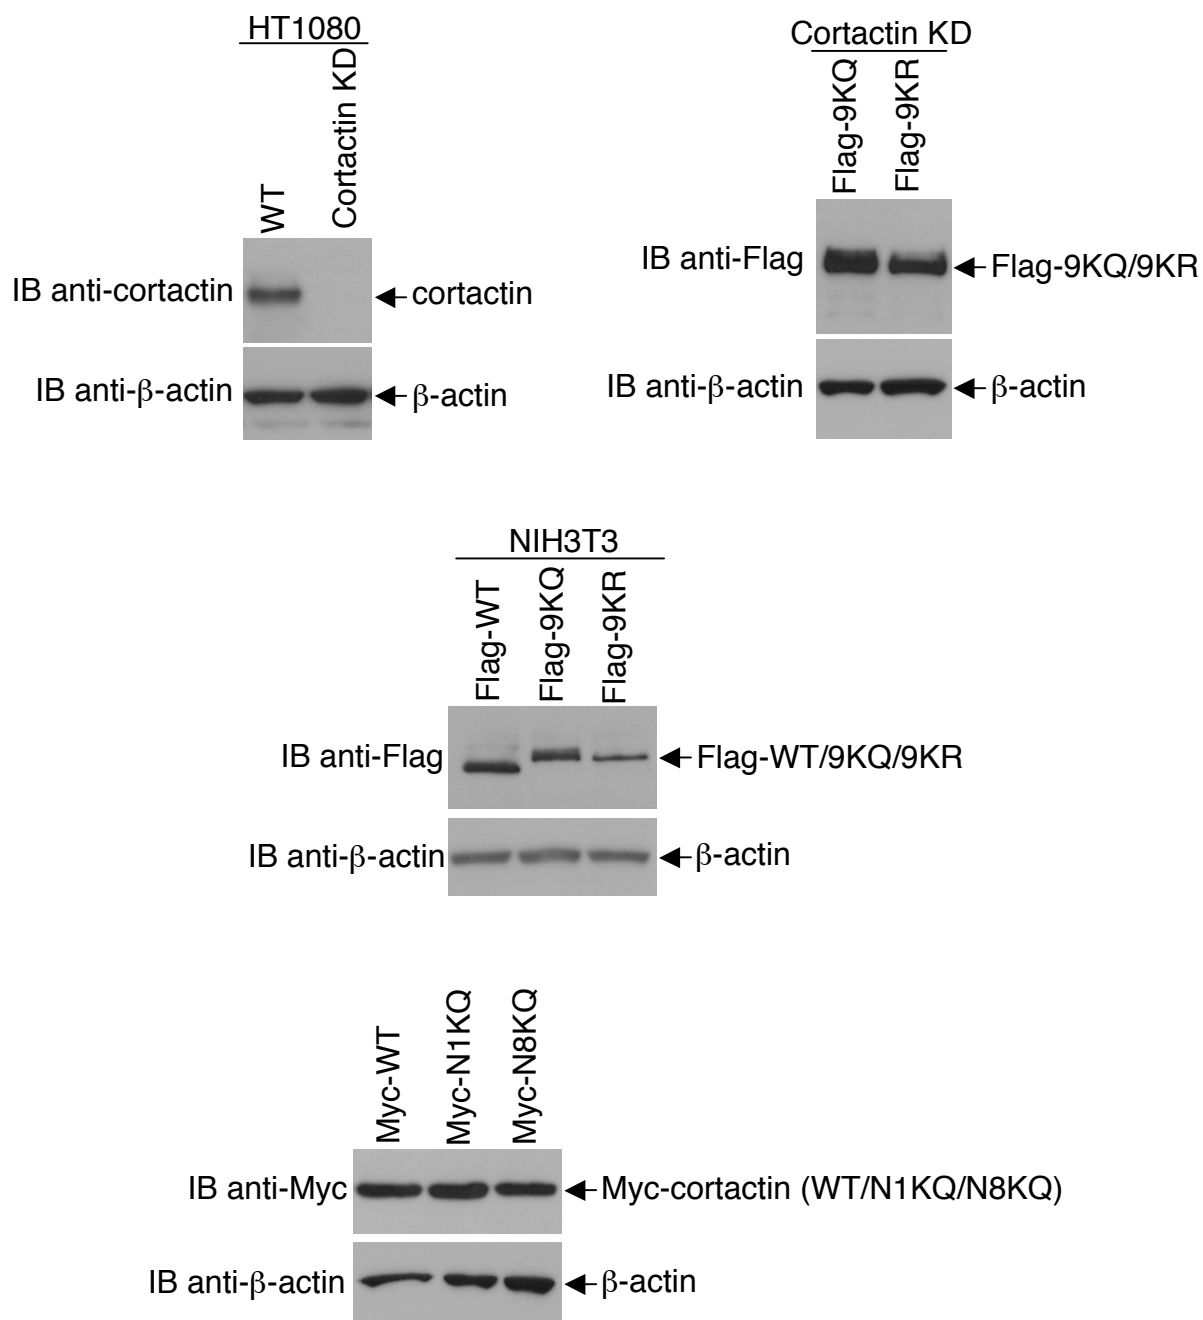 HT1080
WT
Cortactin KD
IB anti-cortactin
cortactin
IB anti-β-actin
β-actin
Cortactin KD
Flag-9KQ
Flag-9KR
IB anti-Flag
Flag-9KQ/9KR
IB anti-β-actin
β-actin
NIH3T3
Flag-WT
Flag-9KQ
Flag-9KR
IB anti-Flag
Flag-WT/9KQ/9KR
IB anti-β-actin
β-actin
Myc-WT
Myc-N1KQ
Myc-N8KQ
IB anti-Myc
Myc-cortactin (WT/N1KQ/N8KQ)
IB anti-β-actin
β-actin